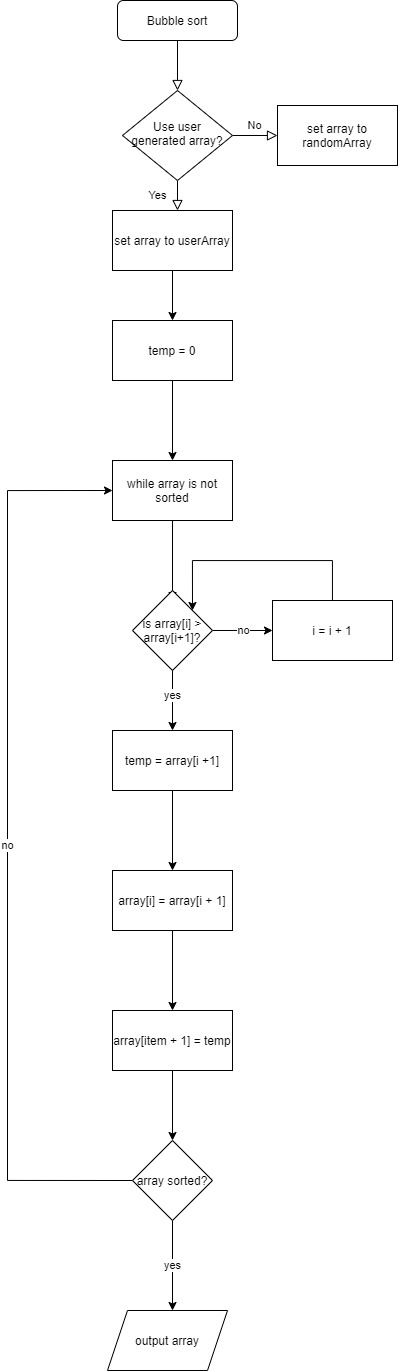 Bubble sort
Use user
generated array?
No
set array to
randomArray
Yes
set array to userArray
temp = 0
while array is not
sorted
is array[i] >
array[i+1]?
no
i = i + 1
yes
temp = array[i +1]
no
array[i] = array[i + 1]
array[item + 1] = temp
array sorted?
yes
output array